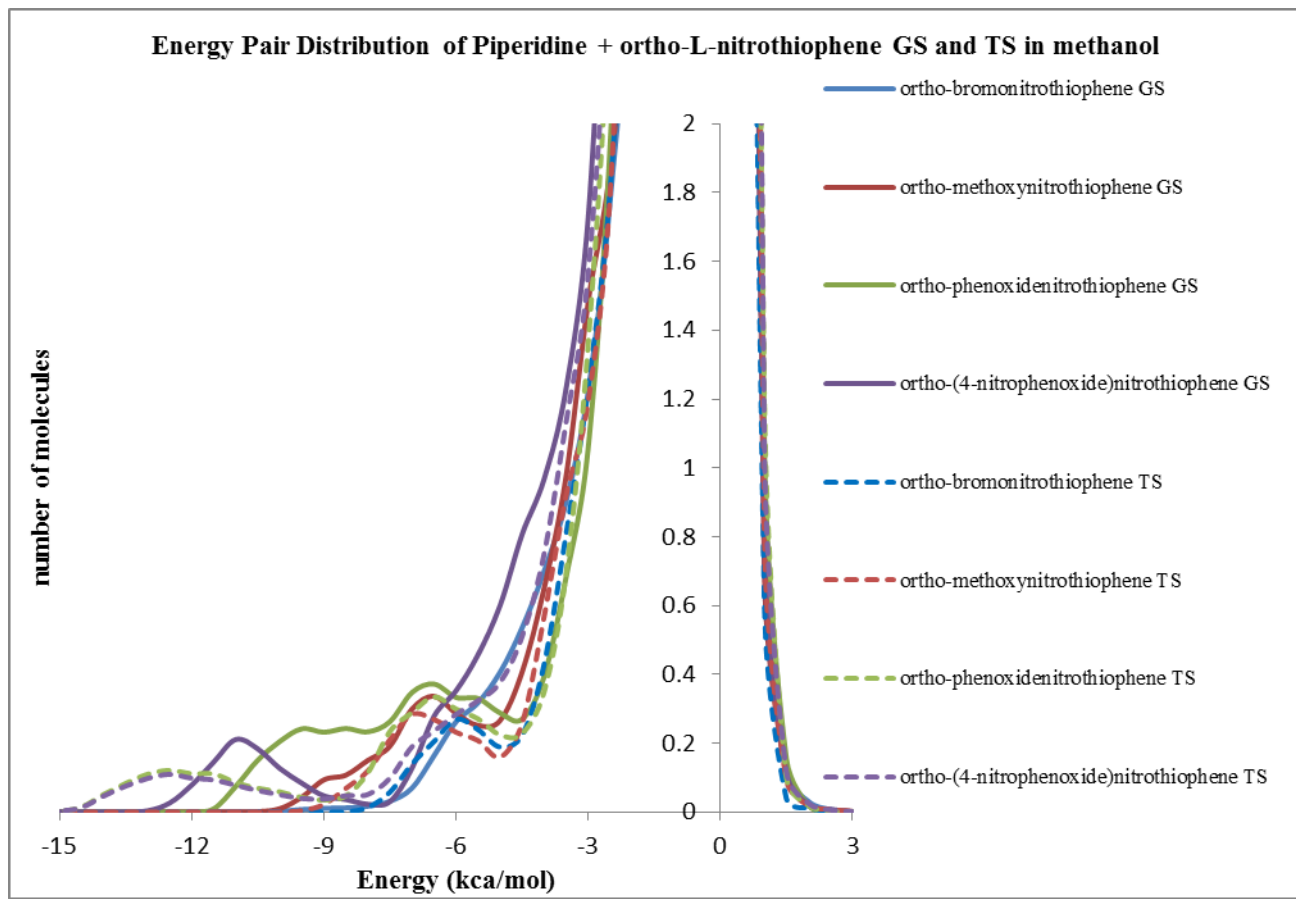 Energy Pair Distribution of Piperidine + ortho-L-nitrothiophene GS and TS in methanol
ortho-bromonitrothiophene GS
ortho-methoxynitrothiophene GS
ortho-phenoxidenitrothiophene GS
ortho-(4-nitrophenoxide)nitrothiophene GS
ortho-bromonitrothiophene TS
ortho-methoxynitrothiophene TS
ortho-phenoxidenitrothiophene TS
ortho-(4-nitrophenoxide)nitrothiophene TS
number of molecules
2
1.8
1.6
1.4
1.2
1
0.8
0.6
0.4
0.2
0
-15 -12 -9 -6 -3 0 3
Energy (kca/mol)